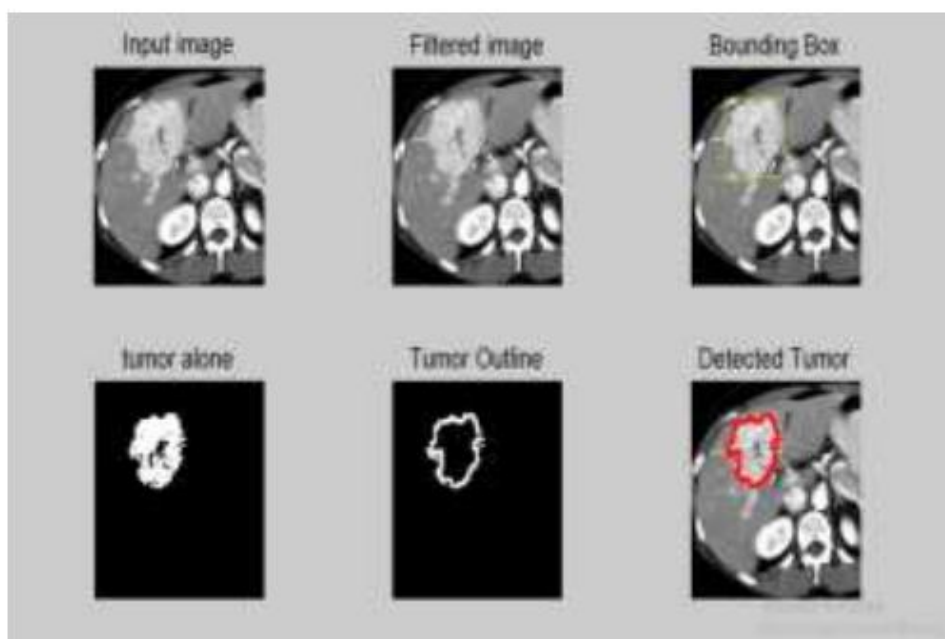 Input image
Filtered image
Bounding Box
tumor alone
Tumor Outline
Detected Tumor